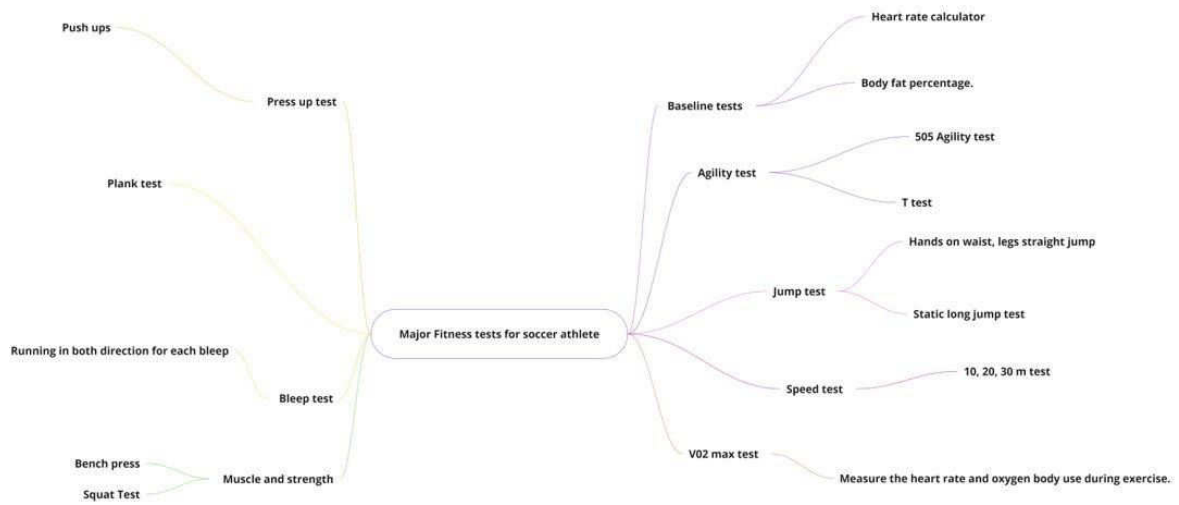 Major Fitness tests for soccer athlete
Press up test
Push ups
Plank test
Bleep test
Running in both direction for each bleep
Muscle and strength
Bench press
Squat Test
Baseline tests
Heart rate calculator
Body fat percentage.
Agility test
505 Agility test
T test
Jump test
Hands on waist, legs straight jump
Static long jump test
Speed test
10, 20, 30 m test
V02 max test
Measure the heart rate and oxygen body use during exercise.